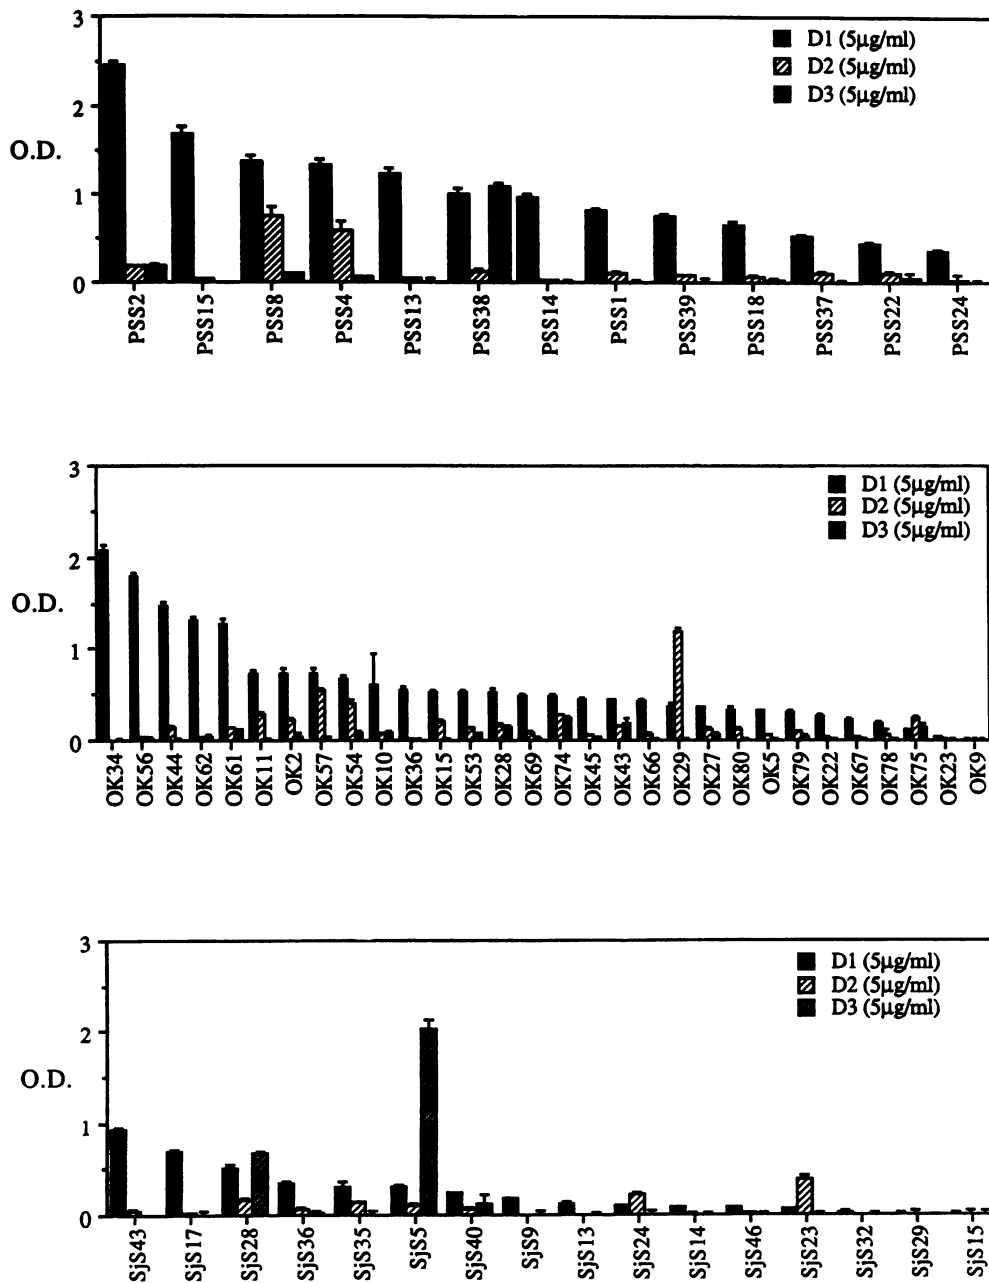 3
2
1
0
O.D.
D1 (5μg/ml)
D2 (5μg/ml)
D3 (5μg/ml)
PSS2
PSS15
PSS8
PSS4
PSS13
PSS38
PSS14
PSS1
PSS39
PSS18
PSS37
PSS22
PSS24
3
2
1
0
O.D.
D1 (5μg/ml)
D2 (5μg/ml)
D3 (5μg/ml)
OK34
OK56
OK44
OK62
OK61
OK11
OK2
OK57
OK54
OK10
OK36
OK15
OK53
OK28
OK69
OK74
OK45
OK43
OK66
OK29
OK27
OK80
OK5
OK79
OK22
OK67
OK78
OK75
OK23
OK9
3
2
1
0
O.D.
D1 (5μg/ml)
D2 (5μg/ml)
D3 (5μg/ml)
SjS43
SjS17
SjS28
SjS36
SjS35
SjS5
SjS40
SjS9
SjS13
SjS24
SjS14
SjS46
SjS23
SjS32
SjS29
SjS15